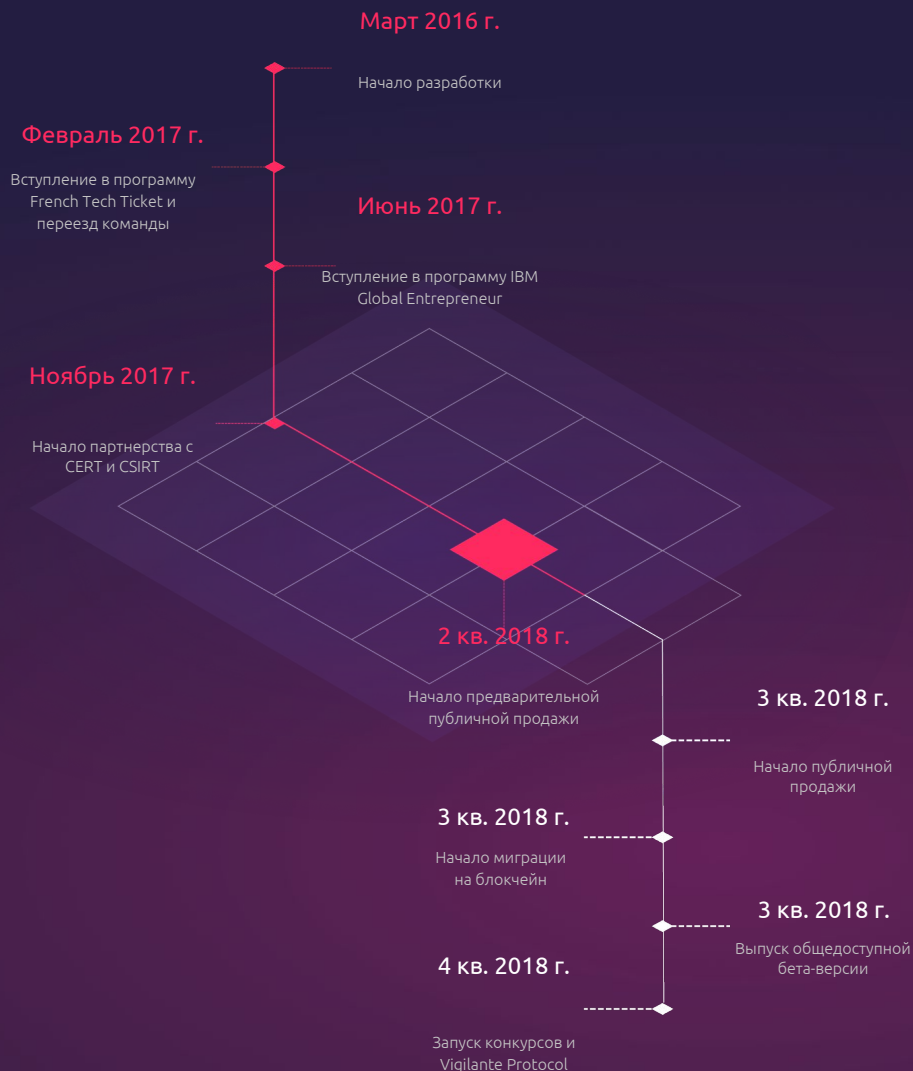 Март 2016 г.
Начало разработки
Февраль 2017 г.
Вступление в программу
French Tech Ticket и
переезд команды
Июнь 2017 г.
Вступление в программу IBM
Global Entrepreneur
Ноябрь 2017 г.
Начало партнерства с
CERT и CSIRT
2 кв. 2018 г.
Начало предварительной
публичной продажи
3 кв. 2018 г.
Начало публичной
продажи
3 кв. 2018 г.
Начало миграции
на блокчейн
3 кв. 2018 г.
Выпуск общедоступной
бета-версии
4 кв. 2018 г.
Запуск конкурсов и
Vigilante Protocol